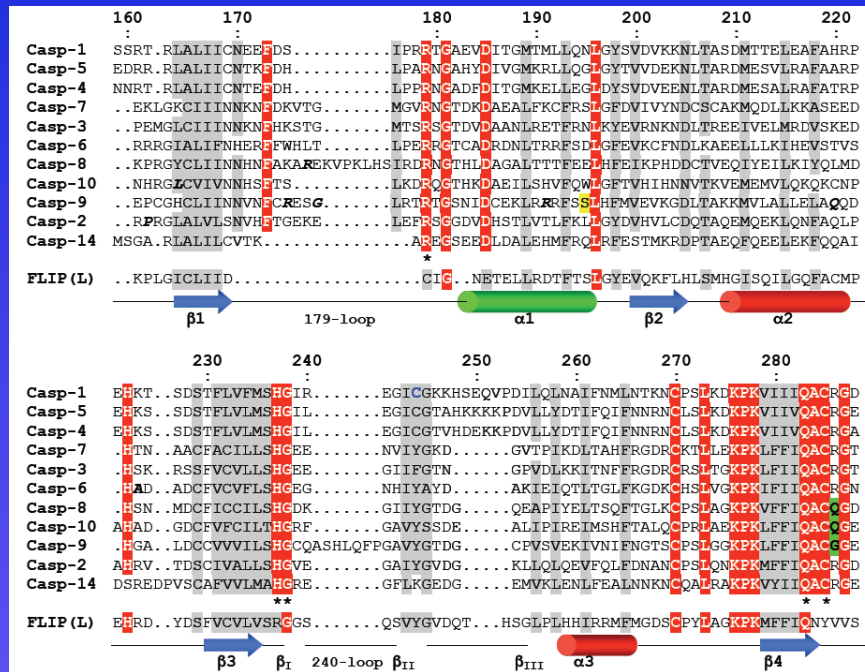 160 170 180 190 200 210 220
Casp-1 SSRT.RLALIICNEEFDS..........IPRRTGAEVDITGMTMLLQNLGYSVDVKKNLTASDMTTELEAFAHRP
Casp-5 EDRR.RLALIICNTKFDH..........LPARNGAHYDIVGMKRLLQGLGYTVVDEKNLTARDMESVLRAFAARP
Casp-4 NNRT.RLALIICNTEFDH..........LPPRNGADFDITGMKELLEGLDYSVDVEENLTARDMESALRAFATRP
Casp-7 ..EKLGKCIIINNKNFDKVTG.......MGVRNGTDKDAEALFKCFRSLGFDVIVYNDCSCAKMQDLLKKASEED
Casp-3 ..PEMGLCIIINNKNFHKSTG.......MTSRSGTDVDAANLRETFRNLKYEVRNKNDLTREEIVELMRDVSKED
Casp-6 ..RRRGIALIFNHERFFWHLT.......LPERRGTCADRDNLTRRFSDLGFEVKCFNDLKAEELLLKIHEVSTVS
Casp-8 ..KPRGYCLIINNHNFAKAREKVPKLHSIRDRNGTHLDAGALTTTFEELHFEIKPHDDCTVEQIYEILKIYQLMD
Casp-10 ..NHRGLCVIVNNHSFTS..........LKDRQGTHKDAEILSHVFQWLGFTVHIHNNVTKVEMEMVLQKQKCNP
Casp-9 ..EPCGHCLIINNVNFCRESG.......LRTRTGSNIDCEKLRRRFSSLHFMVEVKGDLTAKKMVLALLELAQQD
Casp-2 ..RPRGLALVLSNVHFTGEKE.......LEFRSGGDVDHSTLVTLFKLLGYDVHVLCDQTAQEMQEKLQNFAQLP
Casp-14 MSGA.RLALILCVTK.............AREGSEEDLDALEHMFRQLRFESTMKRDPTAEQFQEELEKFQQAI
*
FLIP(L) ..KPLGICLIID................CIG.NETELLRDTFTSLGYEVQKFLHLSMHGISQILGQFACMP
β1 179-loop α1 β2 α2
230 240 250 260 270 280
Casp-1 EHKT..SDSTFLVFMSHGIR.......EGICGKKHSEQVPDILQLNAIFNMLNTKNCPSLKDKPKVIIIQACRGD
Casp-5 EHKS..SDSTFLVLMSHGIL.......EGICGTAHKKKKPDVLLYDTIFQIFNNRNCLSLKDKPKVIIVQACRGE
Casp-4 EHKS..SDSTFLVLMSHGIL.......EGICGTVHDEKKPDVLLYDTIFQIFNNRNCLSLKDKPKVIIVQACRGA
Casp-7 .HTN..AACFACILLSHGEE.......NVIYGKD.....GVTPIKDLTAHFRGDRCKTLLEKPKLFFIQACRGT
Casp-3 .HSK..RSSFVCVLLSHGEE.......GIIFGTN.....GPVDLKKITNFFRGDRCRSLTGKPKLFIIQACRGT
Casp-6 .HAD..ADCFVCVFLSHGEG.......NHIYAYD.....AKIEIQTLTGLFKGDKCHSLVGKPKIFIIQACRGN
Casp-8 .HSN..MDCFICCILSHGDK.......GIIYGTDG....QEAPIYELTSQFTGLKCPSLAGKPKVFFIQACQGD
Casp-10 AHAD..GDCFVFCILTHGRF.......GAVYSSDE....ALIPIREIMSHFTALQCPRLAEKPKLFFIQACQGE
Casp-9 .HGA..LDCCVVVILSHGCQASHLQFPGAVYGTDG....CPVSVEKIVNIFNGTSCPSLGGKPKLFFIQACGGE
Casp-2 AHRV..TDSCIVALLSHGVE.......GAIYGVDG....KLLQLQEVFQLFDNANCPSLQNKPKMFFIQACRGD
Casp-14 DSREDPVSCAFVVLMAHGRE.......GFLKGEDG....EMVKLENLFEALNNKNCQALRAKPKVYIIQACRGE
** * *
FLIP(L) EHRD..YDSFVCVLVSRGGS.......QSVYGVDQT...HSGLPLHHIRRMFMGDSCPYLAGKPKMFFIQNYVVS
β3 βI 240-loop βII βIII α3 β4